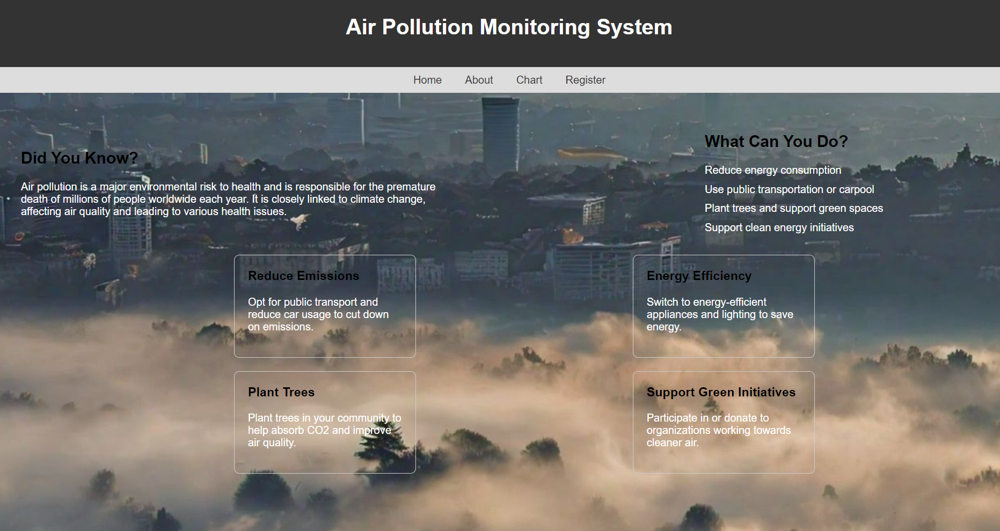 Air Pollution Monitoring System
Home About Chart Register
Did You Know?
Air pollution is a major environmental risk to health and is responsible for the premature
death of millions of people worldwide each year. It is closely linked to climate change,
affecting air quality and leading to various health issues.
What Can You Do?
Reduce energy consumption
Use public transportation or carpool
Plant trees and support green spaces
Support clean energy initiatives
Reduce Emissions
Opt for public transport and
reduce car usage to cut down
on emissions.
Energy Efficiency
Switch to energy-efficient
appliances and lighting to save
energy.
Plant Trees
Plant trees in your community to
help absorb CO2 and improve
air quality.
Support Green Initiatives
Participate in or donate to
organizations working towards
cleaner air.